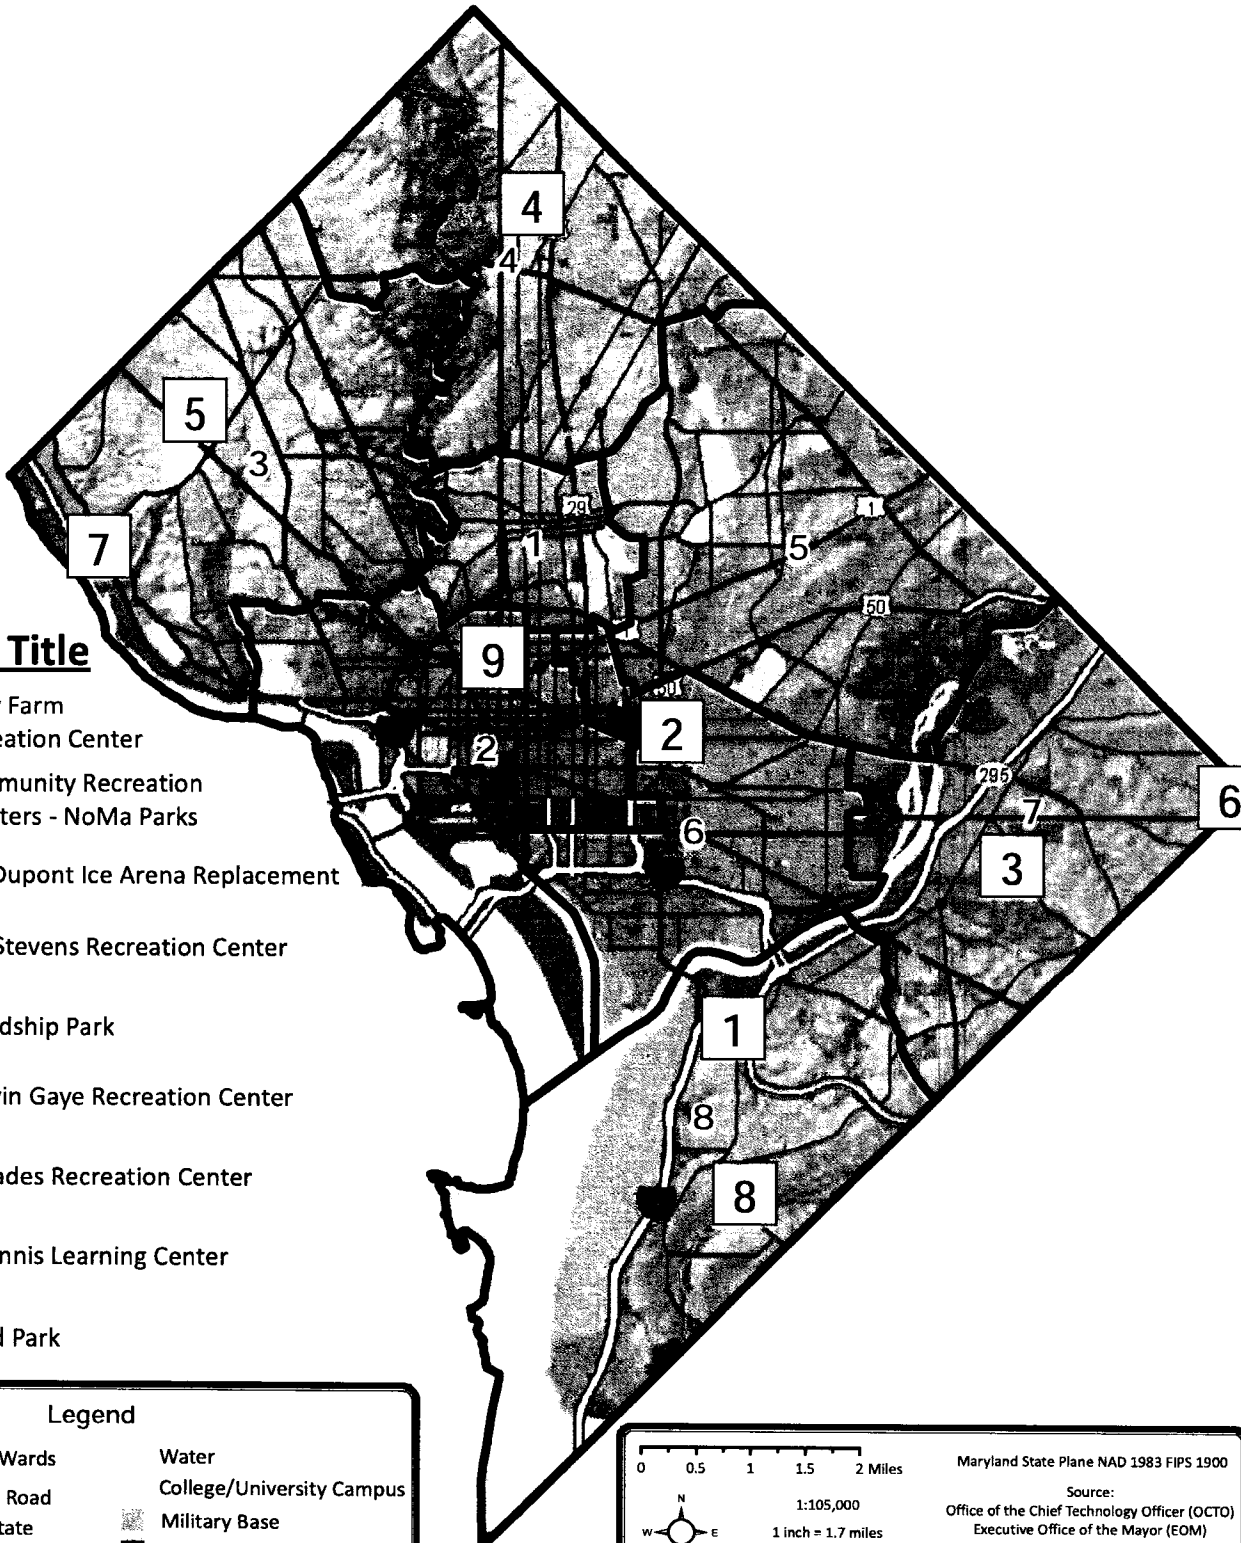 4
4
5
3
29
1
1
5
7
50
Title
9
Farm
eation Center
50
2
2
munity Recreation
295
ters - NoMa Parks
7
6
6
3
Dupont Ice Arena Replacement
Stevens Recreation Center
dship Park
1
in Gaye Recreation Center
8
ades Recreation Center
8
nnis Learning Center
d Park
Legend
Wards
Water
College/University Campus
Road
tate
Military Base
0 0.5 1 1.5 2 Miles
Maryland State Plane NAD 1983 FIPS 1900
N
W E
1:105,000
1 inch = 1.7 miles
Source:
Office of the Chief Technology Officer (OCTO)
Executive Office of the Mayor (EOM)